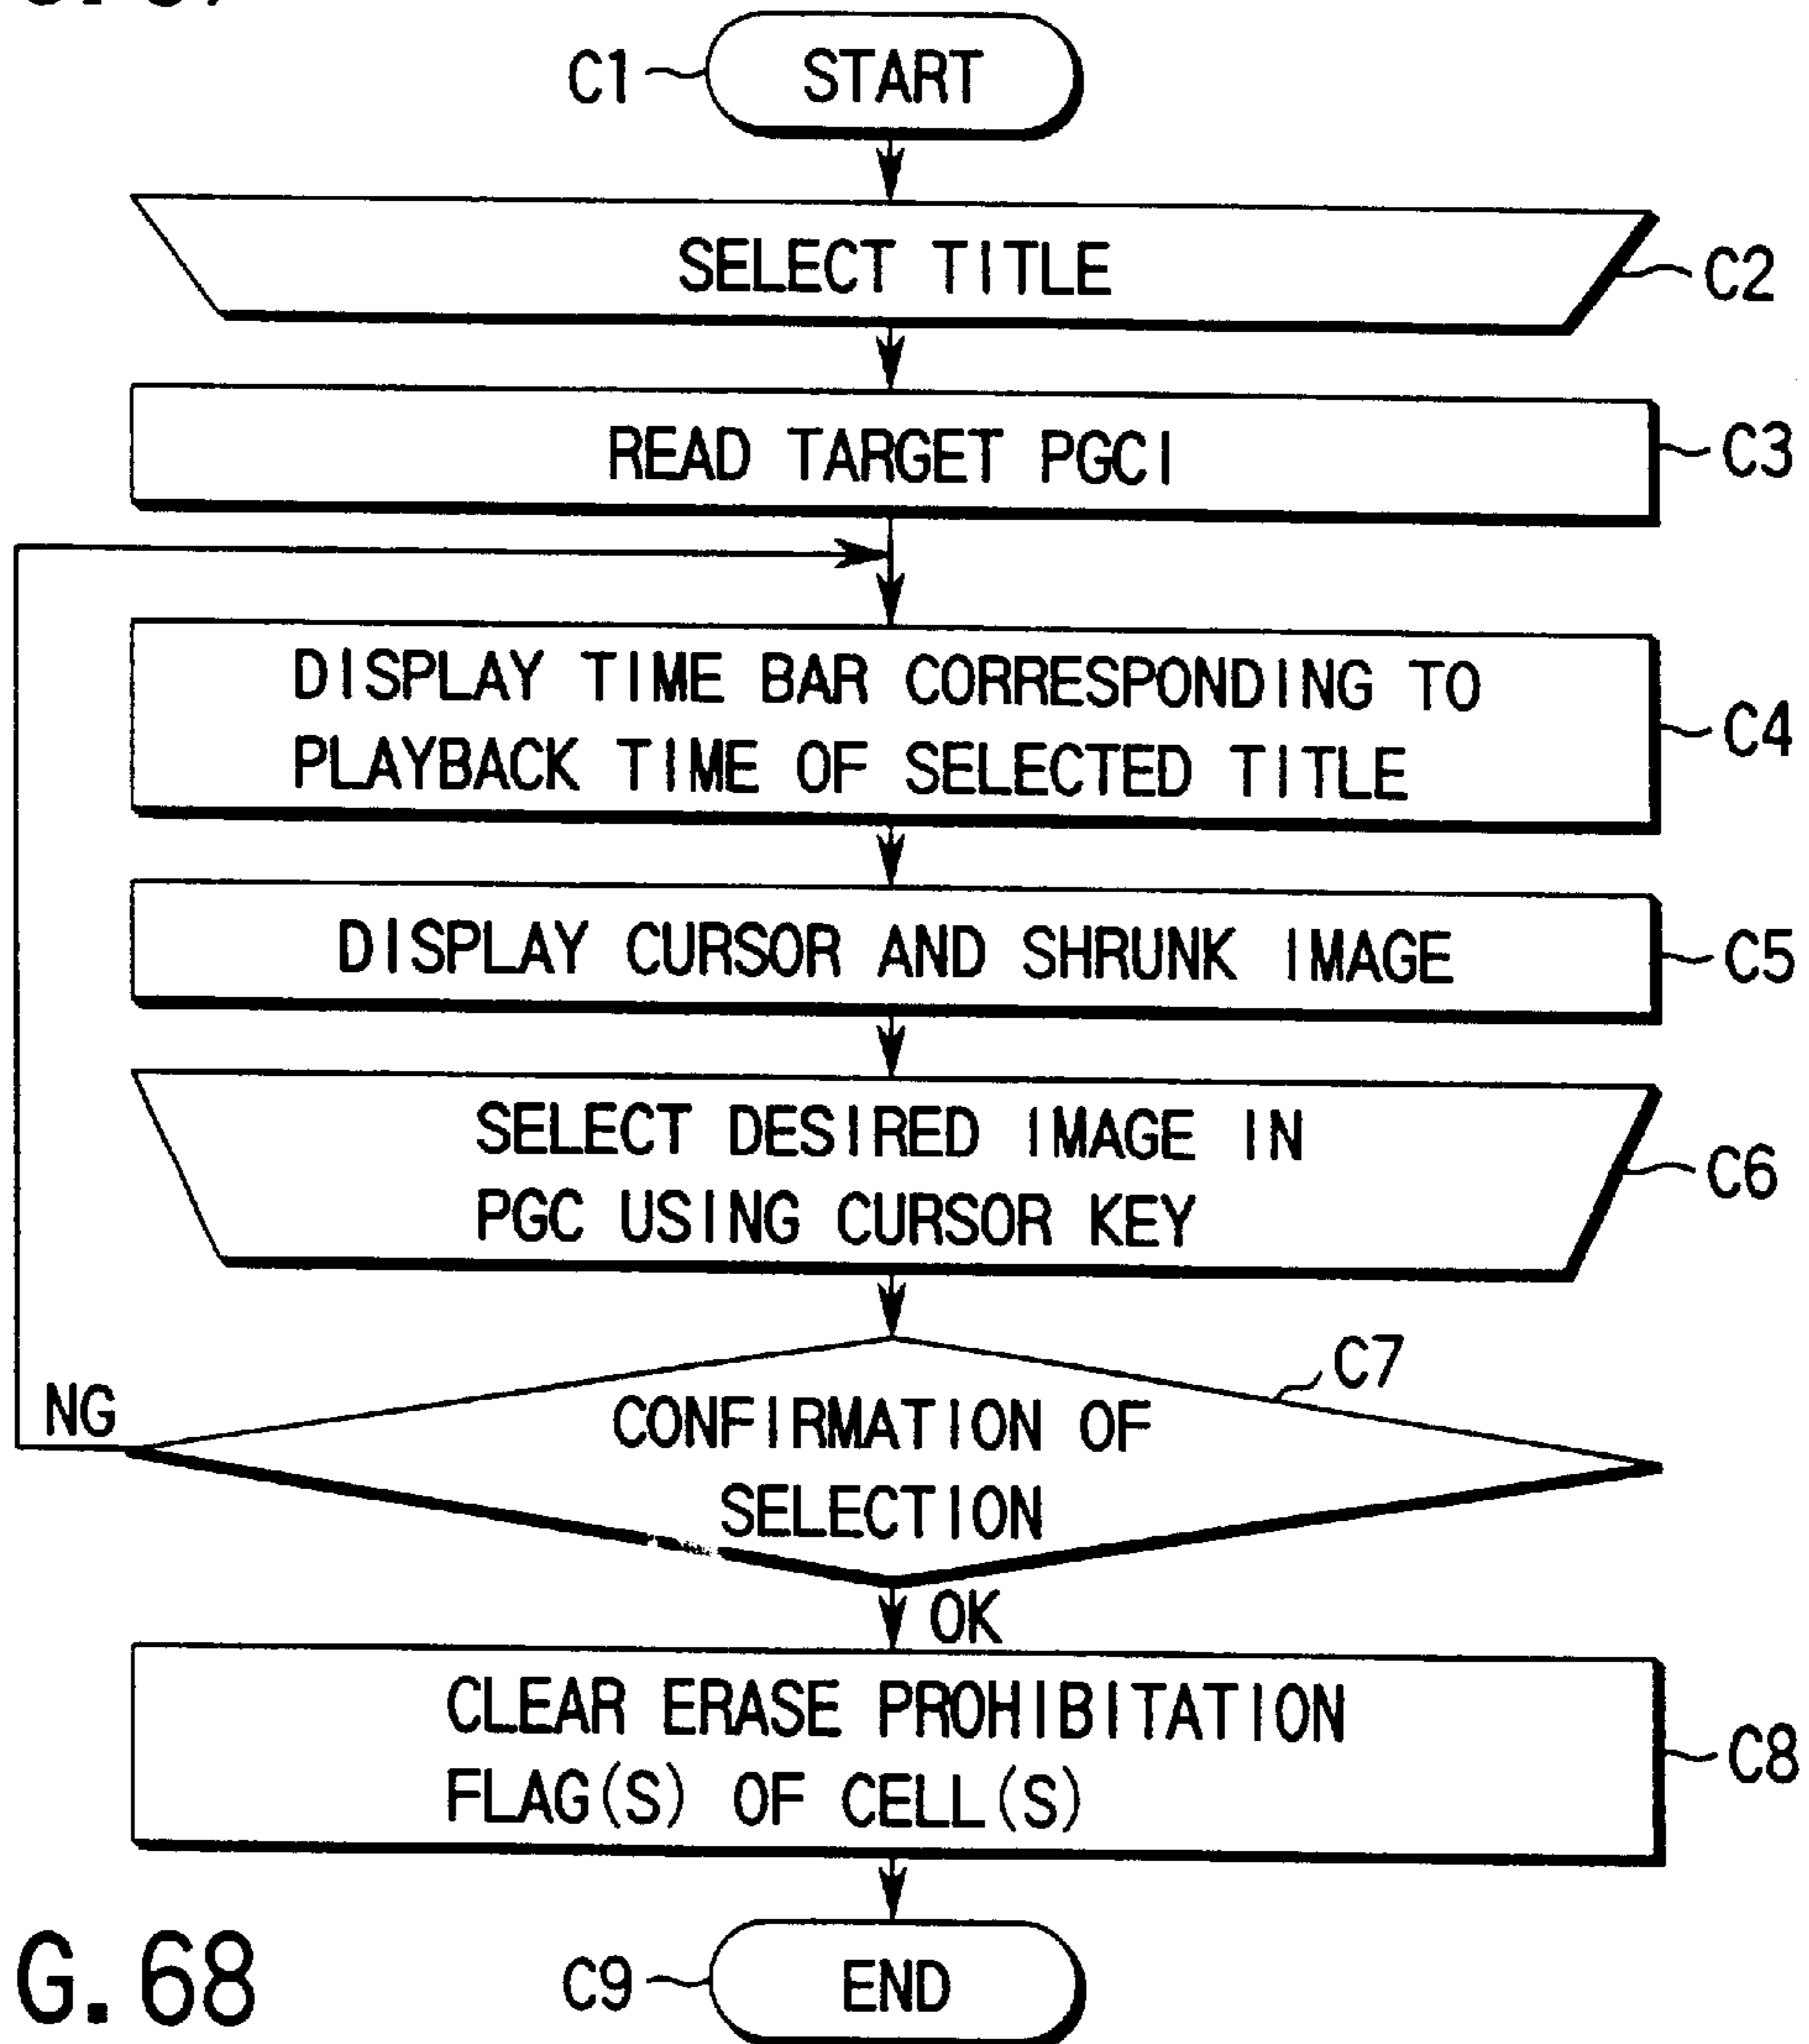 C1 START
SELECT TITLE C2
READ TARGET PGCI C3
DISPLAY TIME BAR CORRESPONDING TO
PLAYBACK TIME OF SELECTED TITLE C4
DISPLAY CURSOR AND SHRUNK IMAGE C5
SELECT DESIRED IMAGE IN
PGC USING CURSOR KEY C6
C7
NG
CONFIRMATION OF
SELECTION
OK
CLEAR ERASE PROHIBITATION
FLAG(S) OF CELL(S) C8
C9 END
G. 68